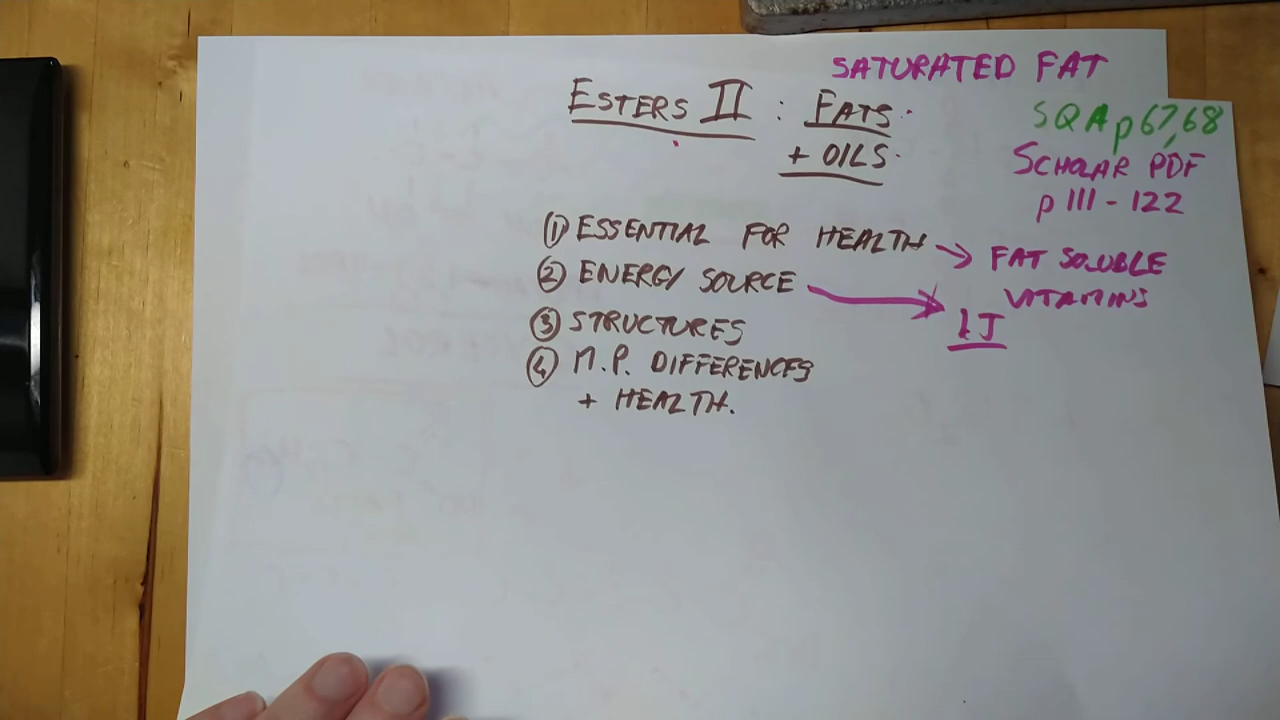 SATURATED FAT
ESTERS II : FATS
+ OILS
SQA p67,68
SCHOLAR PDF
p 111 - 122
① ESSENTIAL FOR HEALTH → FAT SOLUBLE VITAMINS
② ENERGY SOURCE →
③ STRUCTURES
④ M.P. DIFFERENCES
+ HEALTH.